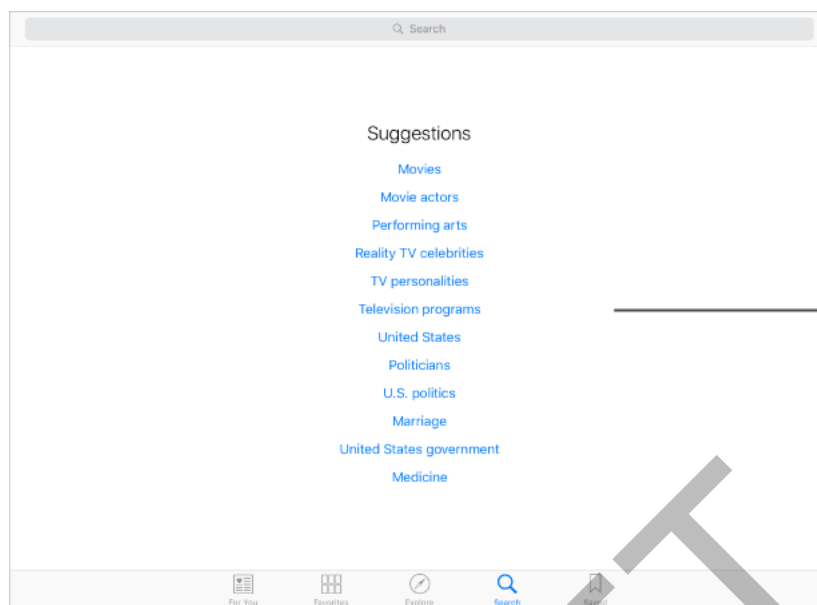 Search
Suggestions
Movies
Movie actors
Performing arts
Reality TV celebrities
TV personalities
Television programs
United States
Politicians
U.S. politics
Marriage
United States government
Medicine
For You Favorites Explore Search Saved